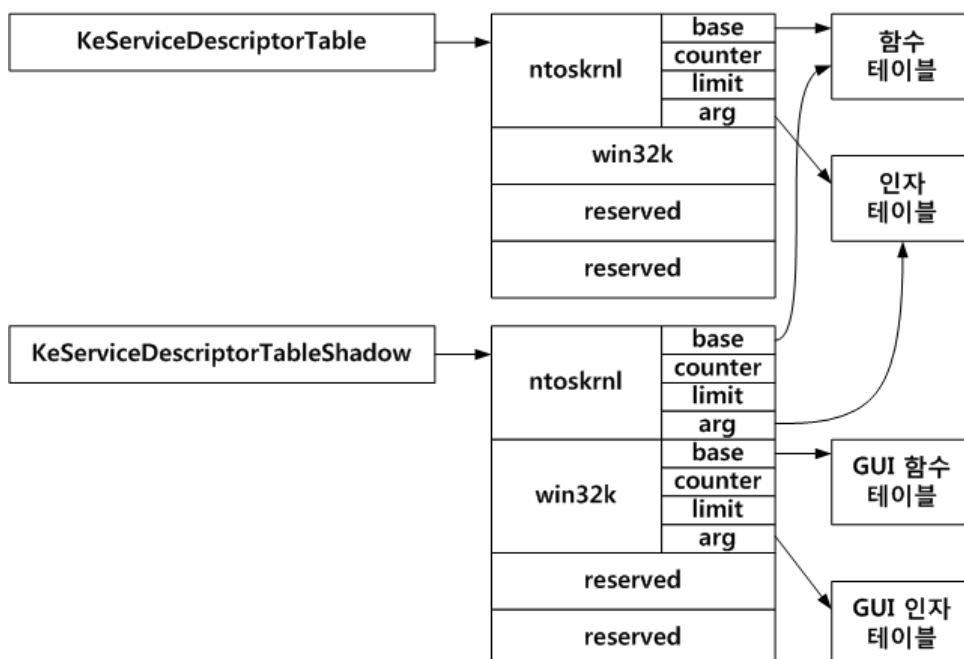 KeServiceDescriptorTable
ntoskrnl
base
counter
limit
arg
win32k
reserved
reserved
함수
테이블
인자
테이블
KeServiceDescriptorTableShadow
ntoskrnl
base
counter
limit
arg
win32k
base
counter
limit
arg
reserved
reserved
GUI 함수
테이블
GUI 인자
테이블